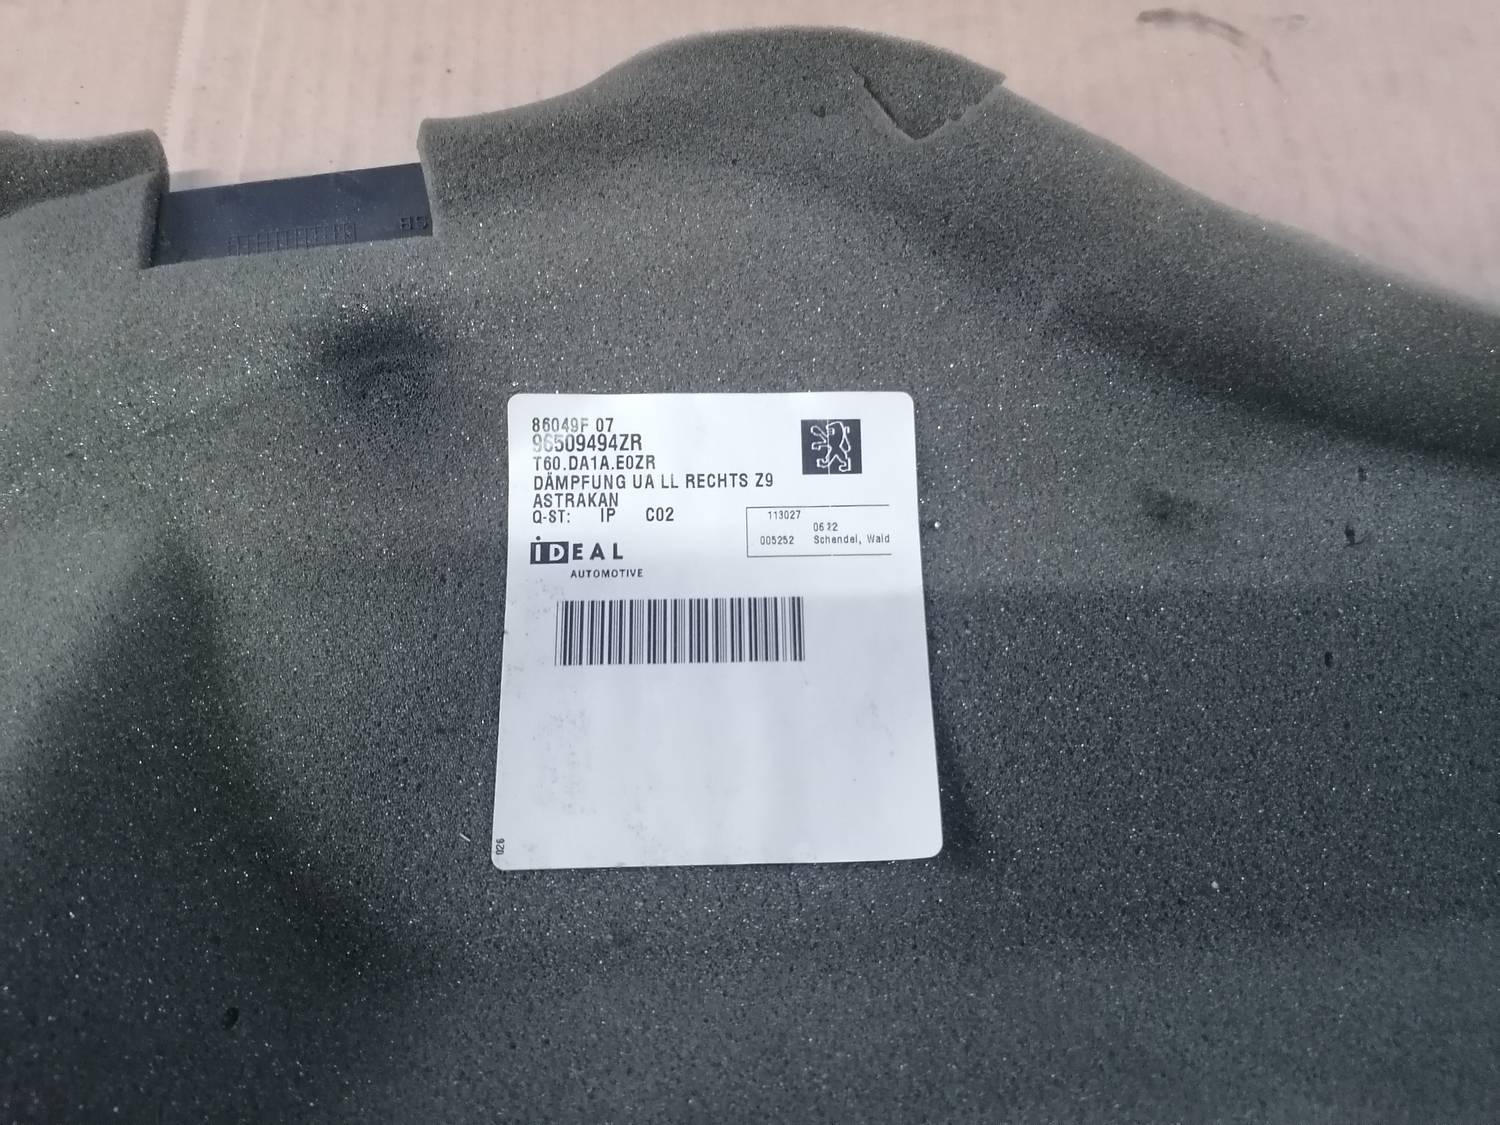 86049F 07
96509494ZR
T60.DA1A.E0ZR
DÄMPFUNG UA LL RECHTS Z9
ASTRAKAN
Q-ST: IP C02
113027
06 22
005252 Schendel, Wald
iDEAL
AUTOMOTIVE
026